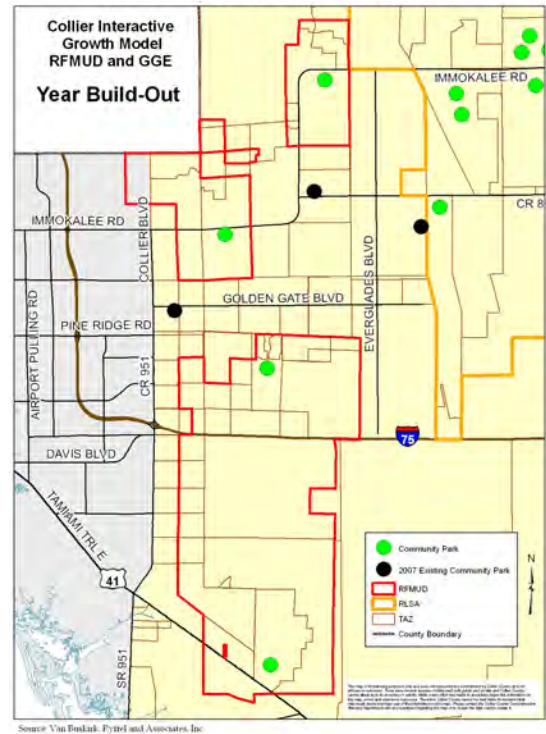 Collier Interactive
Growth Model
RFMUD and GGE
Year Build-Out
IMMOKALEE RD
CR 8
COLLIER BLVD
IMMOKALEE RD
EVERGLADES BLVD
GOLDEN GATE BLVD
AIRPORT PULLING RD
PINE RIDGE RD
CR 951
75
DAVIS BLVD
TAMIAMI TRL E
41
SR 951
Community Park
2007 Existing Community Park
RFMUD
RLSA
TAZ
County Boundary
N
Source: Van Buskirk, Ryffel and Associates, Inc